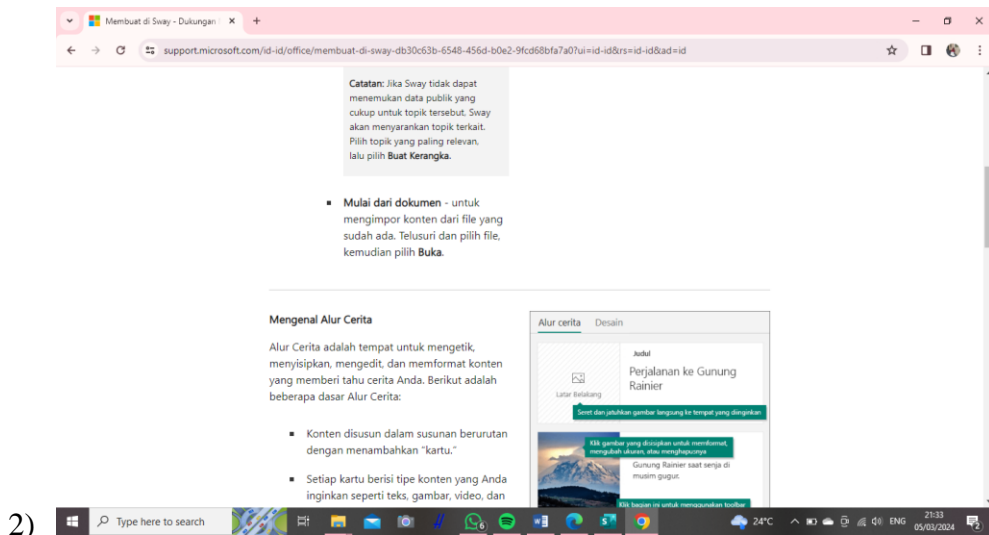 Membuat di Sway - Dukungan
support.microsoft.com/id-id/office/membuat-di-sway-db30c63b-6548-456d-b0e2-9fcd68bfa7a0?ui=id-id&rs=id-id&ad=id
Catatan: Jika Sway tidak dapat
menemukan data publik yang
cukup untuk topik tersebut, Sway
akan menyarankan topik terkait.
Pilih topik yang paling relevan,
lalu pilih Buat Kerangka.
▪ Mulai dari dokumen - untuk
mengimpor konten dari file yang
sudah ada. Telusuri dan pilih file,
kemudian pilih Buka.
Mengenal Alur Cerita
Alur Cerita adalah tempat untuk mengetik,
menyisipkan, mengedit, dan memformat konten
yang memberi tahu cerita Anda. Berikut adalah
beberapa dasar Alur Cerita:
▪ Konten disusun dalam susunan berurutan
dengan menambahkan "kartu."
▪ Setiap kartu berisi tipe konten yang Anda
inginkan seperti teks, gambar, video, dan
Alur cerita Desain
Judul
Perjalanan ke Gunung
Rainier
Latar Belakang
Seret dan jatuhkan gambar langsung ke tempat yang diinginkan
Klik gambar yang disisipkan untuk memformat,
mengubah ukuran, atau menghapusnya
Gunung Rainier saat senja di
musim gugur.
Klik bagian ini untuk menggunakan toolbar
2)
Type here to search
24°C
ENG
21:33
05/03/2024